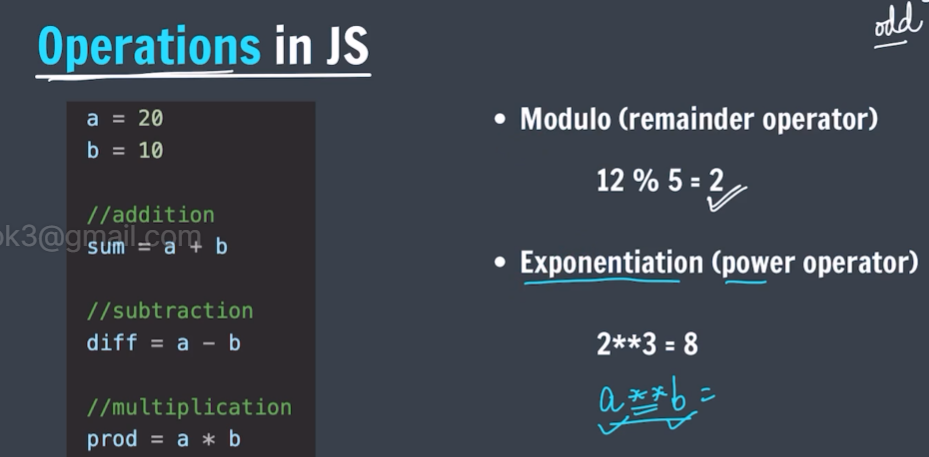 Operations in JS
odd
a = 20
b = 10
//addition
sum = a + b
//subtraction
diff = a - b
//multiplication
prod = a * b
ok3@gmail.com
• Modulo (remainder operator)
12 % 5 = 2
• Exponentiation (power operator)
2**3 = 8
a**b =